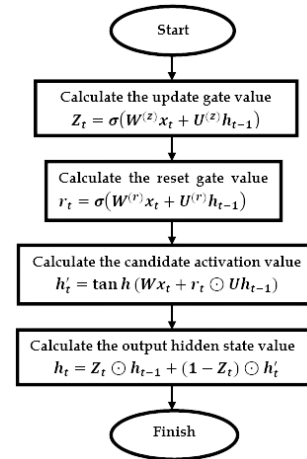 Start
Calculate the update gate value
Z_t = σ(W^(z) x_t + U^(z) h_{t−1})
Calculate the reset gate value
r_t = σ(W^(r) x_t + U^(r) h_{t−1})
Calculate the candidate activation value
h′_t = tan h (Wx_t + r_t ⊙ Uh_{t−1})
Calculate the output hidden state value
h_t = Z_t ⊙ h_{t−1} + (1 − Z_t) ⊙ h′_t
Finish